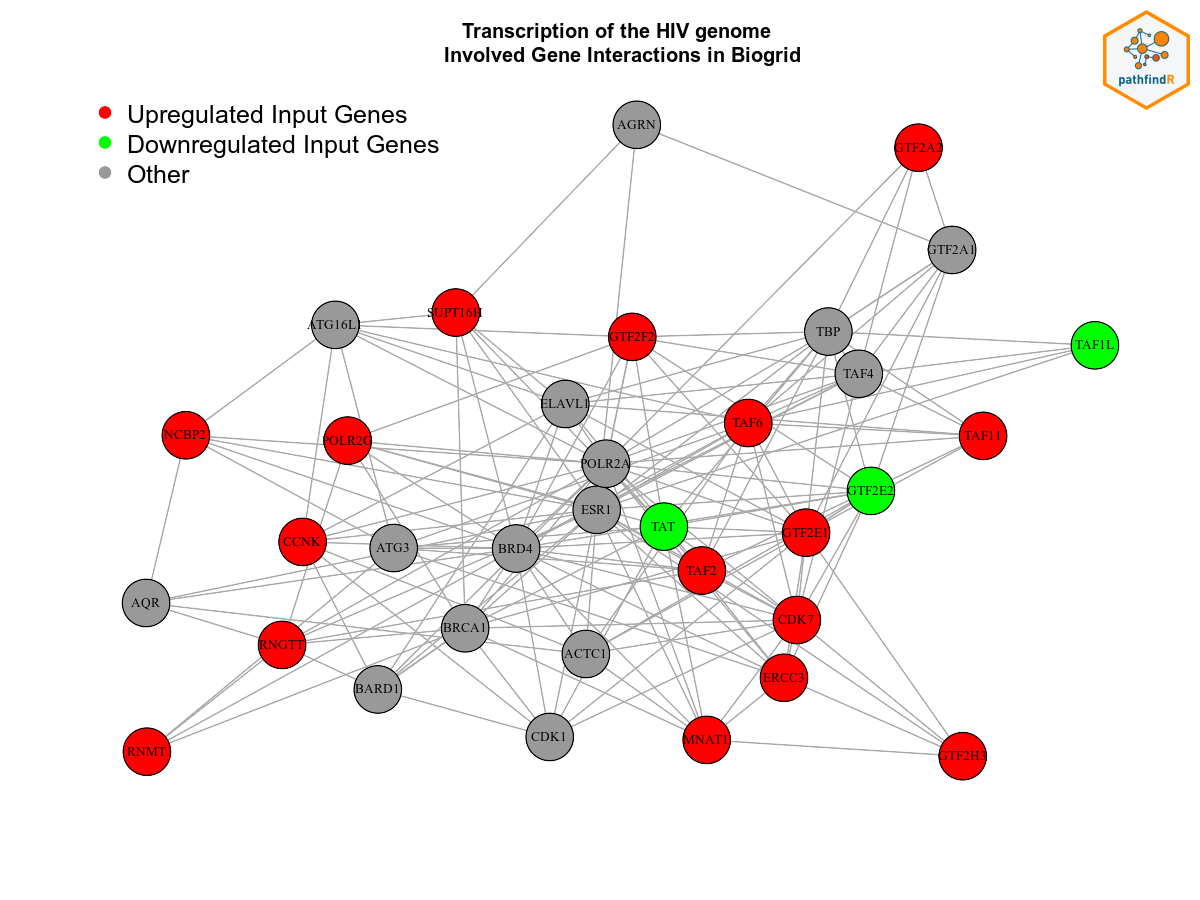 Transcription of the HIV genome
Involved Gene Interactions in Biogrid
pathfindR
Upregulated Input Genes
Downregulated Input Genes
Other
AGRN
GTF2A2
GTF2A1
SUPT16H
ATG16L1
GTF2F2
TBP
TAF1L
TAF4
ELAVL1
TAF6
NCBP2
POLR2G
TAF11
POLR2A
GTF2E2
ESR1
TAT
GTF2E1
CCNK
ATG3
BRD4
TAF2
AQR
CDK7
BRCA1
RNGTT
ACTC1
ERCC3
BARD1
CDK1
MNAT1
RNMT
GTF2H3